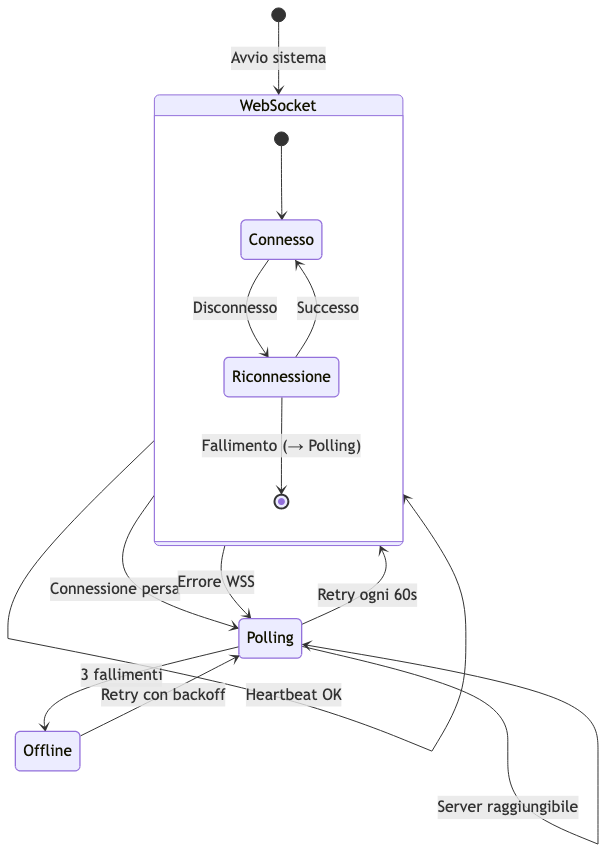 Avvio sistema
WebSocket
Connesso
Disconnesso
Successo
Riconnessione
Fallimento (→ Polling)
Connessione persa
Errore WSS
Retry ogni 60s
Polling
3 fallimenti
Retry con backoff
Heartbeat OK
Offline
Server raggiungibile